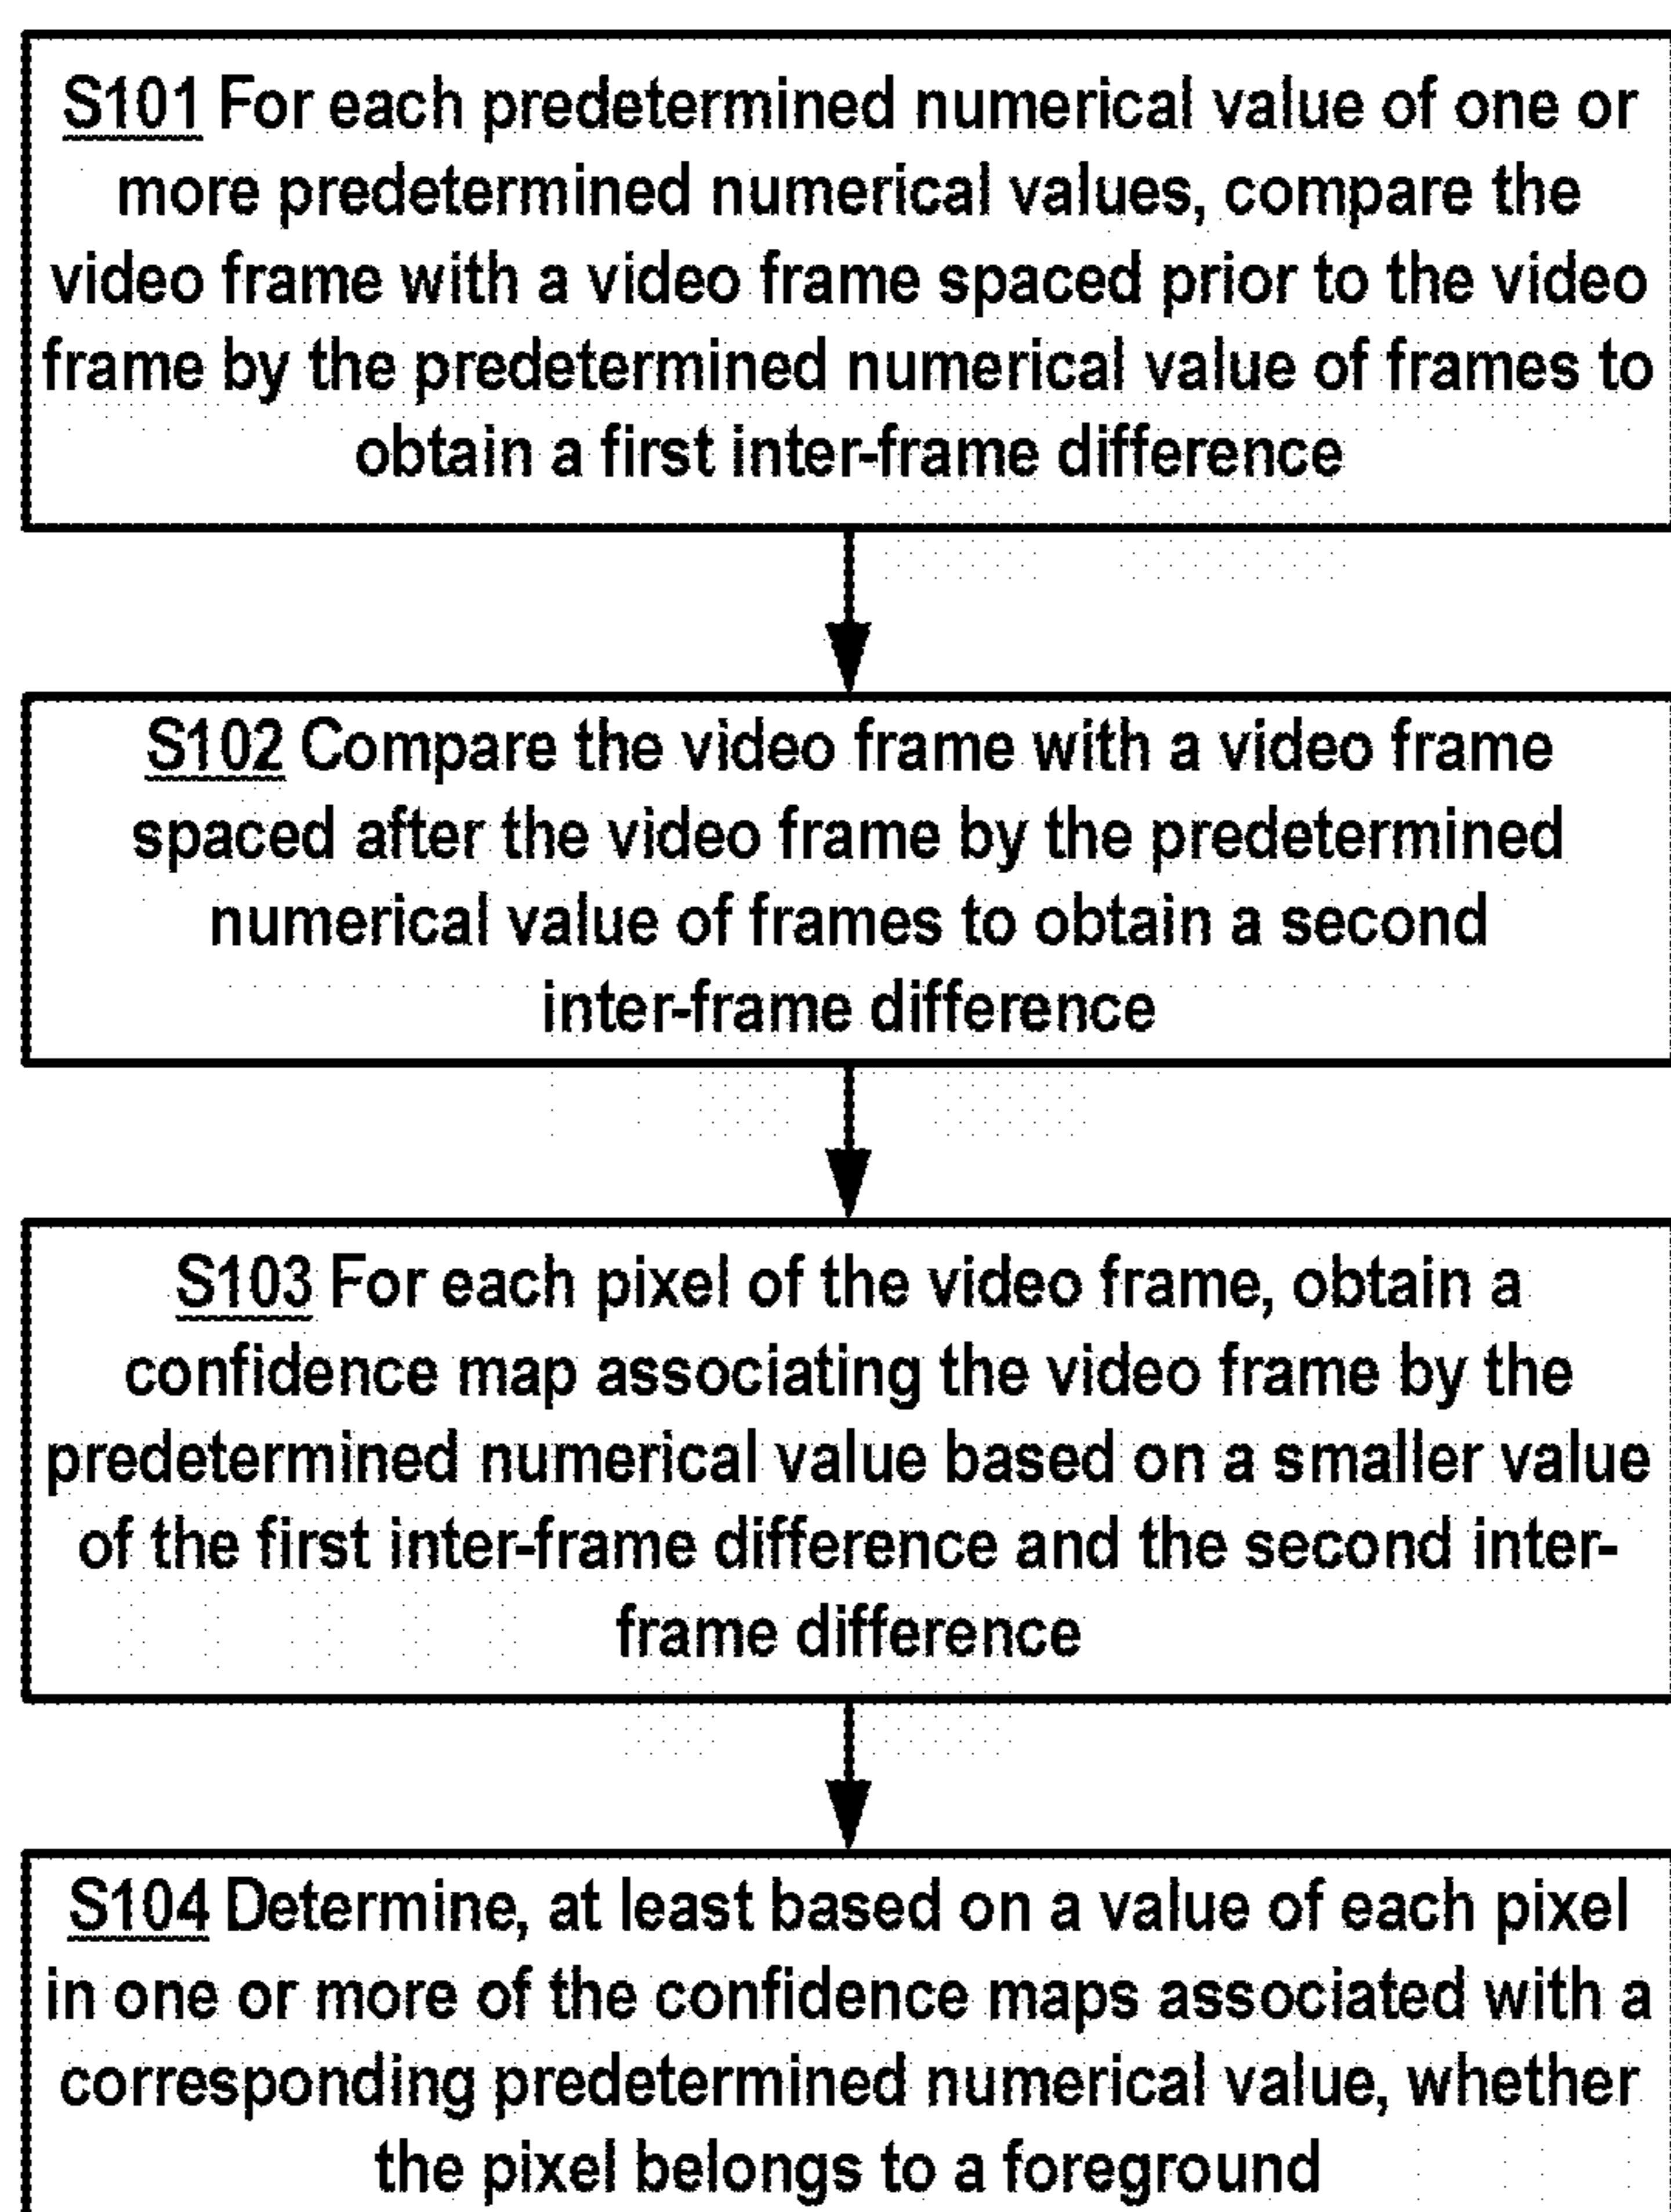 S101 For each predetermined numerical value of one or
more predetermined numerical values, compare the
video frame with a video frame spaced prior to the video
frame by the predetermined numerical value of frames to
obtain a first inter-frame difference
S102 Compare the video frame with a video frame
spaced after the video frame by the predetermined
numerical value of frames to obtain a second
inter-frame difference
S103 For each pixel of the video frame, obtain a
confidence map associating the video frame by the
predetermined numerical value based on a smaller value
of the first inter-frame difference and the second inter-
frame difference
S104 Determine, at least based on a value of each pixel
in one or more of the confidence maps associated with a
corresponding predetermined numerical value, whether
the pixel belongs to a foreground